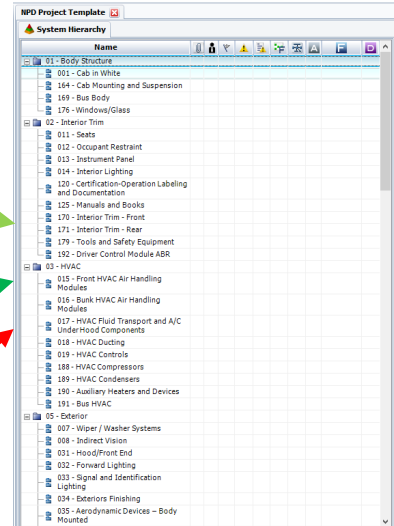 NPD Project Template
System Hierarchy
Name
A F D
01 - Body Structure
001 - Cab in White
164 - Cab Mounting and Suspension
169 - Bus Body
176 - Windows/Glass
02 - Interior Trim
011 - Seats
012 - Occupant Restraint
013 - Instrument Panel
014 - Interior Lighting
120 - Certification-Operation Labeling
and Documentation
125 - Manuals and Books
170 - Interior Trim - Front
171 - Interior Trim - Rear
179 - Tools and Safety Equipment
192 - Driver Control Module ABR
03 - HVAC
015 - Front HVAC Air Handling
Modules
016 - Bunk HVAC Air Handling
Modules
017 - HVAC Fluid Transport and A/C
UnderHood Components
018 - HVAC Ducting
019 - HVAC Controls
188 - HVAC Compressors
189 - HVAC Condensers
190 - Auxiliary Heaters and Devices
191 - Bus HVAC
05 - Exterior
007 - Wiper / Washer Systems
008 - Indirect Vision
031 - Hood/Front End
032 - Forward Lighting
033 - Signal and Identification
Lighting
034 - Exteriors Finishing
035 - Aerodynamic Devices – Body
Mounted